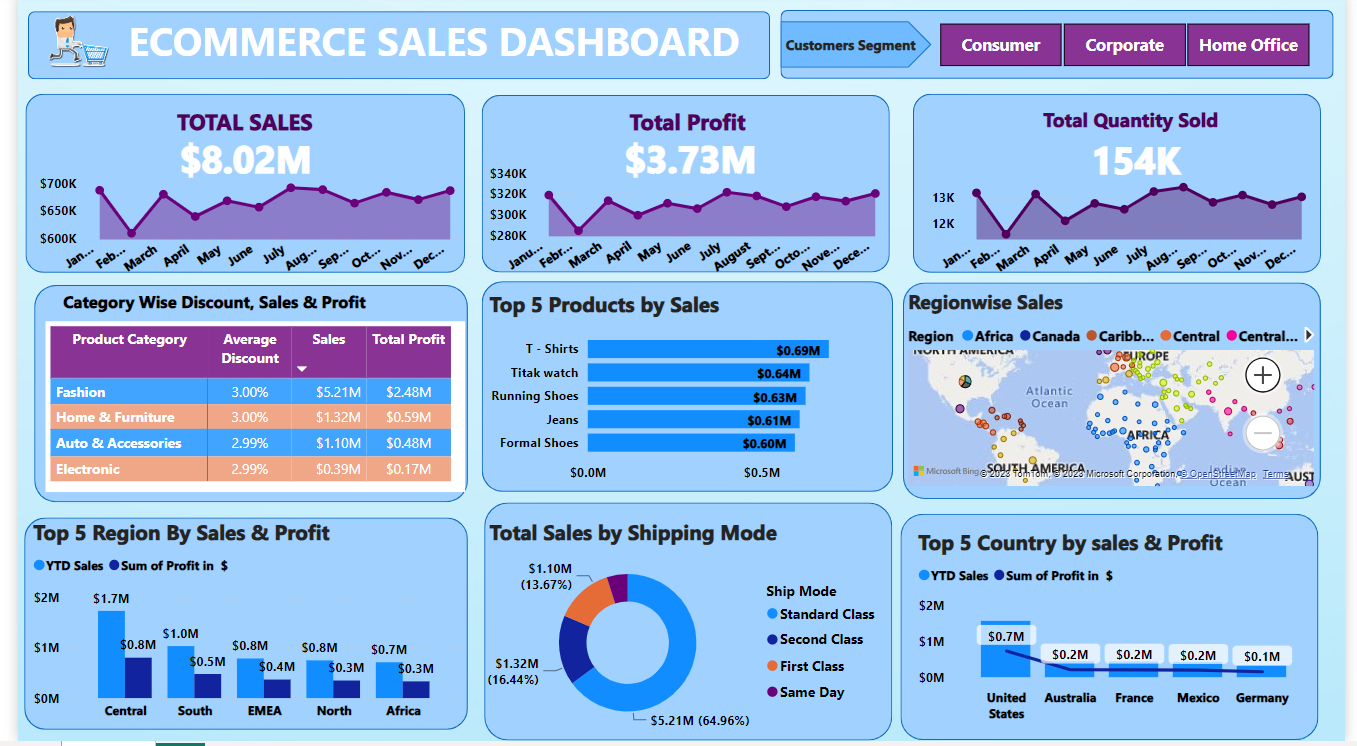 ECOMMERCE SALES DASHBOARD
Customers Segment
Consumer
Corporate
Home Office
TOTAL SALES
$8.02M
$700K
$650K
$600K
Jan...
Feb...
March
April
May
June
July
Aug...
Sep...
Oct...
Nov...
Dec...
Total Profit
$3.73M
$340K
$320K
$300K
$280K
Janu...
Febr...
March
April
May
June
July
August
Sept...
Octo...
Nove...
Dece...
Total Quantity Sold
154K
13K
12K
Jan...
Feb...
March
April
May
June
July
Aug...
Sep...
Oct...
Nov...
Dec...
Category Wise Discount, Sales & Profit
Product Category Average Discount Sales Total Profit
Fashion 3.00% $5.21M $2.48M
Home & Furniture 3.00% $1.32M $0.59M
Auto & Accessories 2.99% $1.10M $0.48M
Electronic 2.99% $0.39M $0.17M
Top 5 Products by Sales
T - Shirts $0.69M
Titak watch $0.64M
Running Shoes $0.63M
Jeans $0.61M
Formal Shoes $0.60M
$0.0M $0.5M
Regionwise Sales
Region Africa Canada Caribb... Central Central...
NORTH AMERICA
EUROPE
Atlantic
Ocean
AFRICA
SOUTH AMERICA
Indian
Ocean
AUST
Microsoft Bing
© 2023 TomTom, © 2023 Microsoft Corporation, © OpenStreetMap Terms
Top 5 Region By Sales & Profit
YTD Sales Sum of Profit in $
$2M
$1M
$0M
$1.7M
$0.8M
$1.0M
$0.5M
$0.8M
$0.4M
$0.8M
$0.3M
$0.7M
$0.3M
Central South EMEA North Africa
Total Sales by Shipping Mode
$1.10M
(13.67%)
$1.32M
(16.44%)
$5.21M (64.96%)
Ship Mode
Standard Class
Second Class
First Class
Same Day
Top 5 Country by sales & Profit
YTD Sales Sum of Profit in $
$2M
$1M
$0M
$0.7M
$0.2M
$0.2M
$0.2M
$0.1M
United States
Australia
France
Mexico
Germany